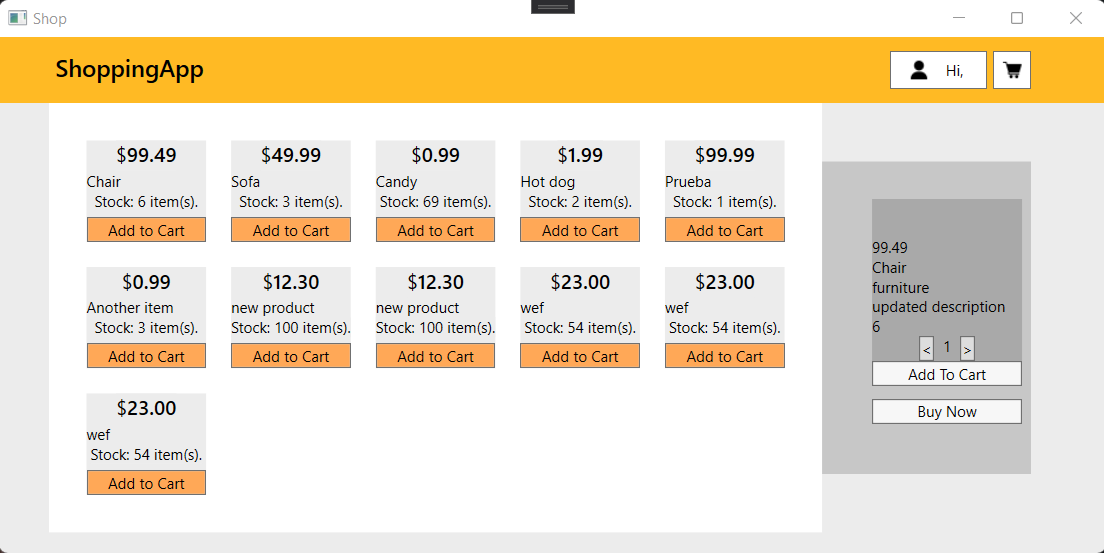 Shop
ShoppingApp
Hi,
$99.49
Chair
Stock: 6 item(s).
Add to Cart
$49.99
Sofa
Stock: 3 item(s).
Add to Cart
$0.99
Candy
Stock: 69 item(s).
Add to Cart
$1.99
Hot dog
Stock: 2 item(s).
Add to Cart
$99.99
Prueba
Stock: 1 item(s).
Add to Cart
$0.99
Another item
Stock: 3 item(s).
Add to Cart
$12.30
new product
Stock: 100 item(s).
Add to Cart
$12.30
new product
Stock: 100 item(s).
Add to Cart
$23.00
wef
Stock: 54 item(s).
Add to Cart
$23.00
wef
Stock: 54 item(s).
Add to Cart
$23.00
wef
Stock: 54 item(s).
Add to Cart
99.49
Chair
furniture
updated description
6
< 1 >
Add To Cart
Buy Now